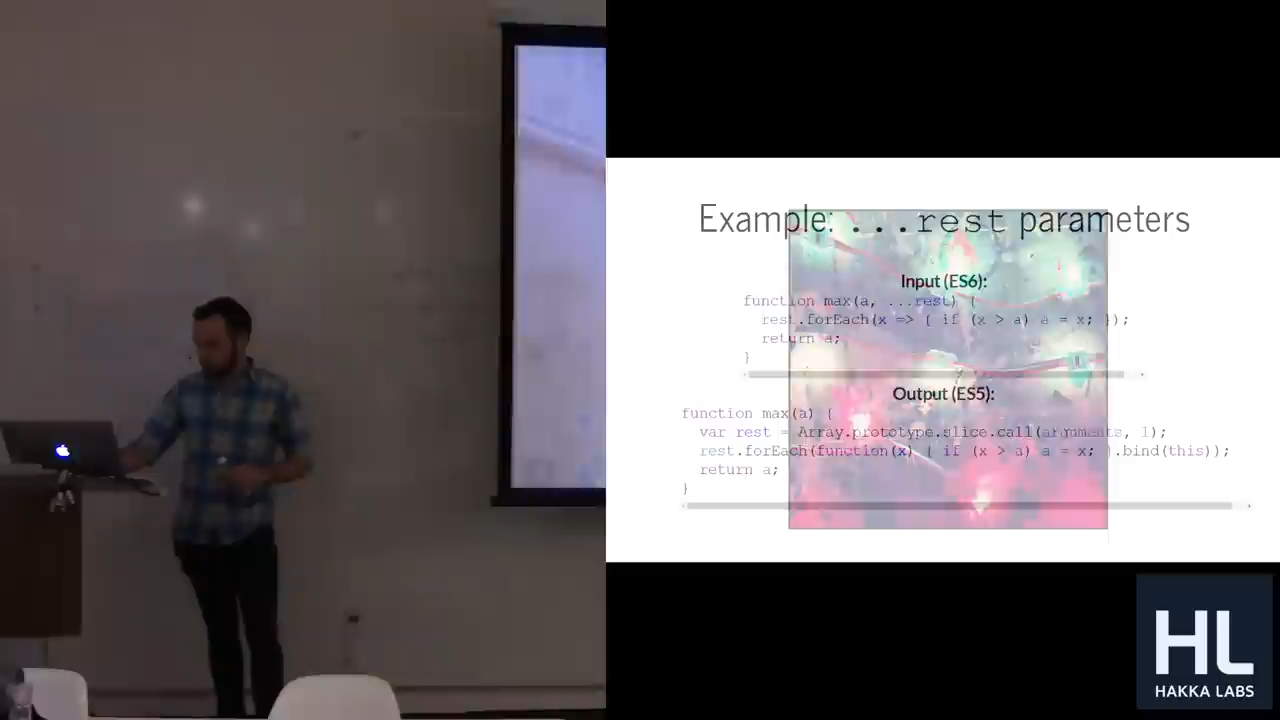 Example: ...rest parameters
Input (ES6):
function max(a, ...rest) {
rest.forEach(x => { if (x > a) a = x; });
return a;
}
Output (ES5):
function max(a) {
var rest = Array.prototype.slice.call(arguments, 1);
rest.forEach(function(x) { if (x > a) a = x; }.bind(this));
return a;
}
HL
HAKKA LABS